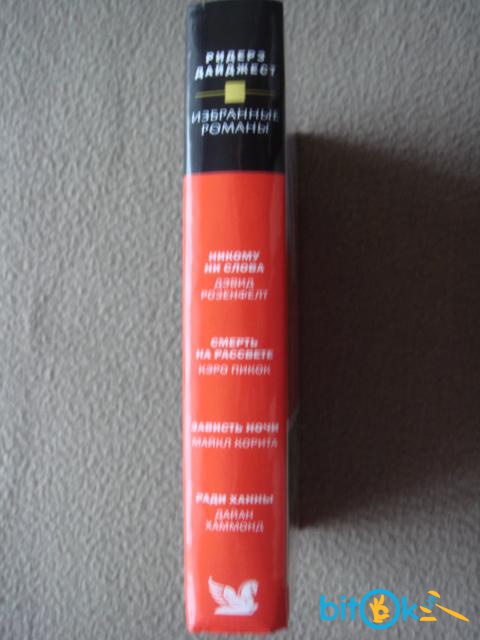 РИДЕРЗ
ДАЙДЖЕСТ
ИЗБРАННЫЕ
РОМАНЫ
НИКОМУ
НИ СЛОВА
ДЭВИД
РОЗЕНФЕЛТ
СМЕРТЬ
НА РАССВЕТЕ
КЭРО ПИКОК
ЗАВИСТЬ НОЧИ
МАЙКЛ КОРИТА
РАДИ ХАННЫ
ДАЙАН
ХАММОНД
bitok